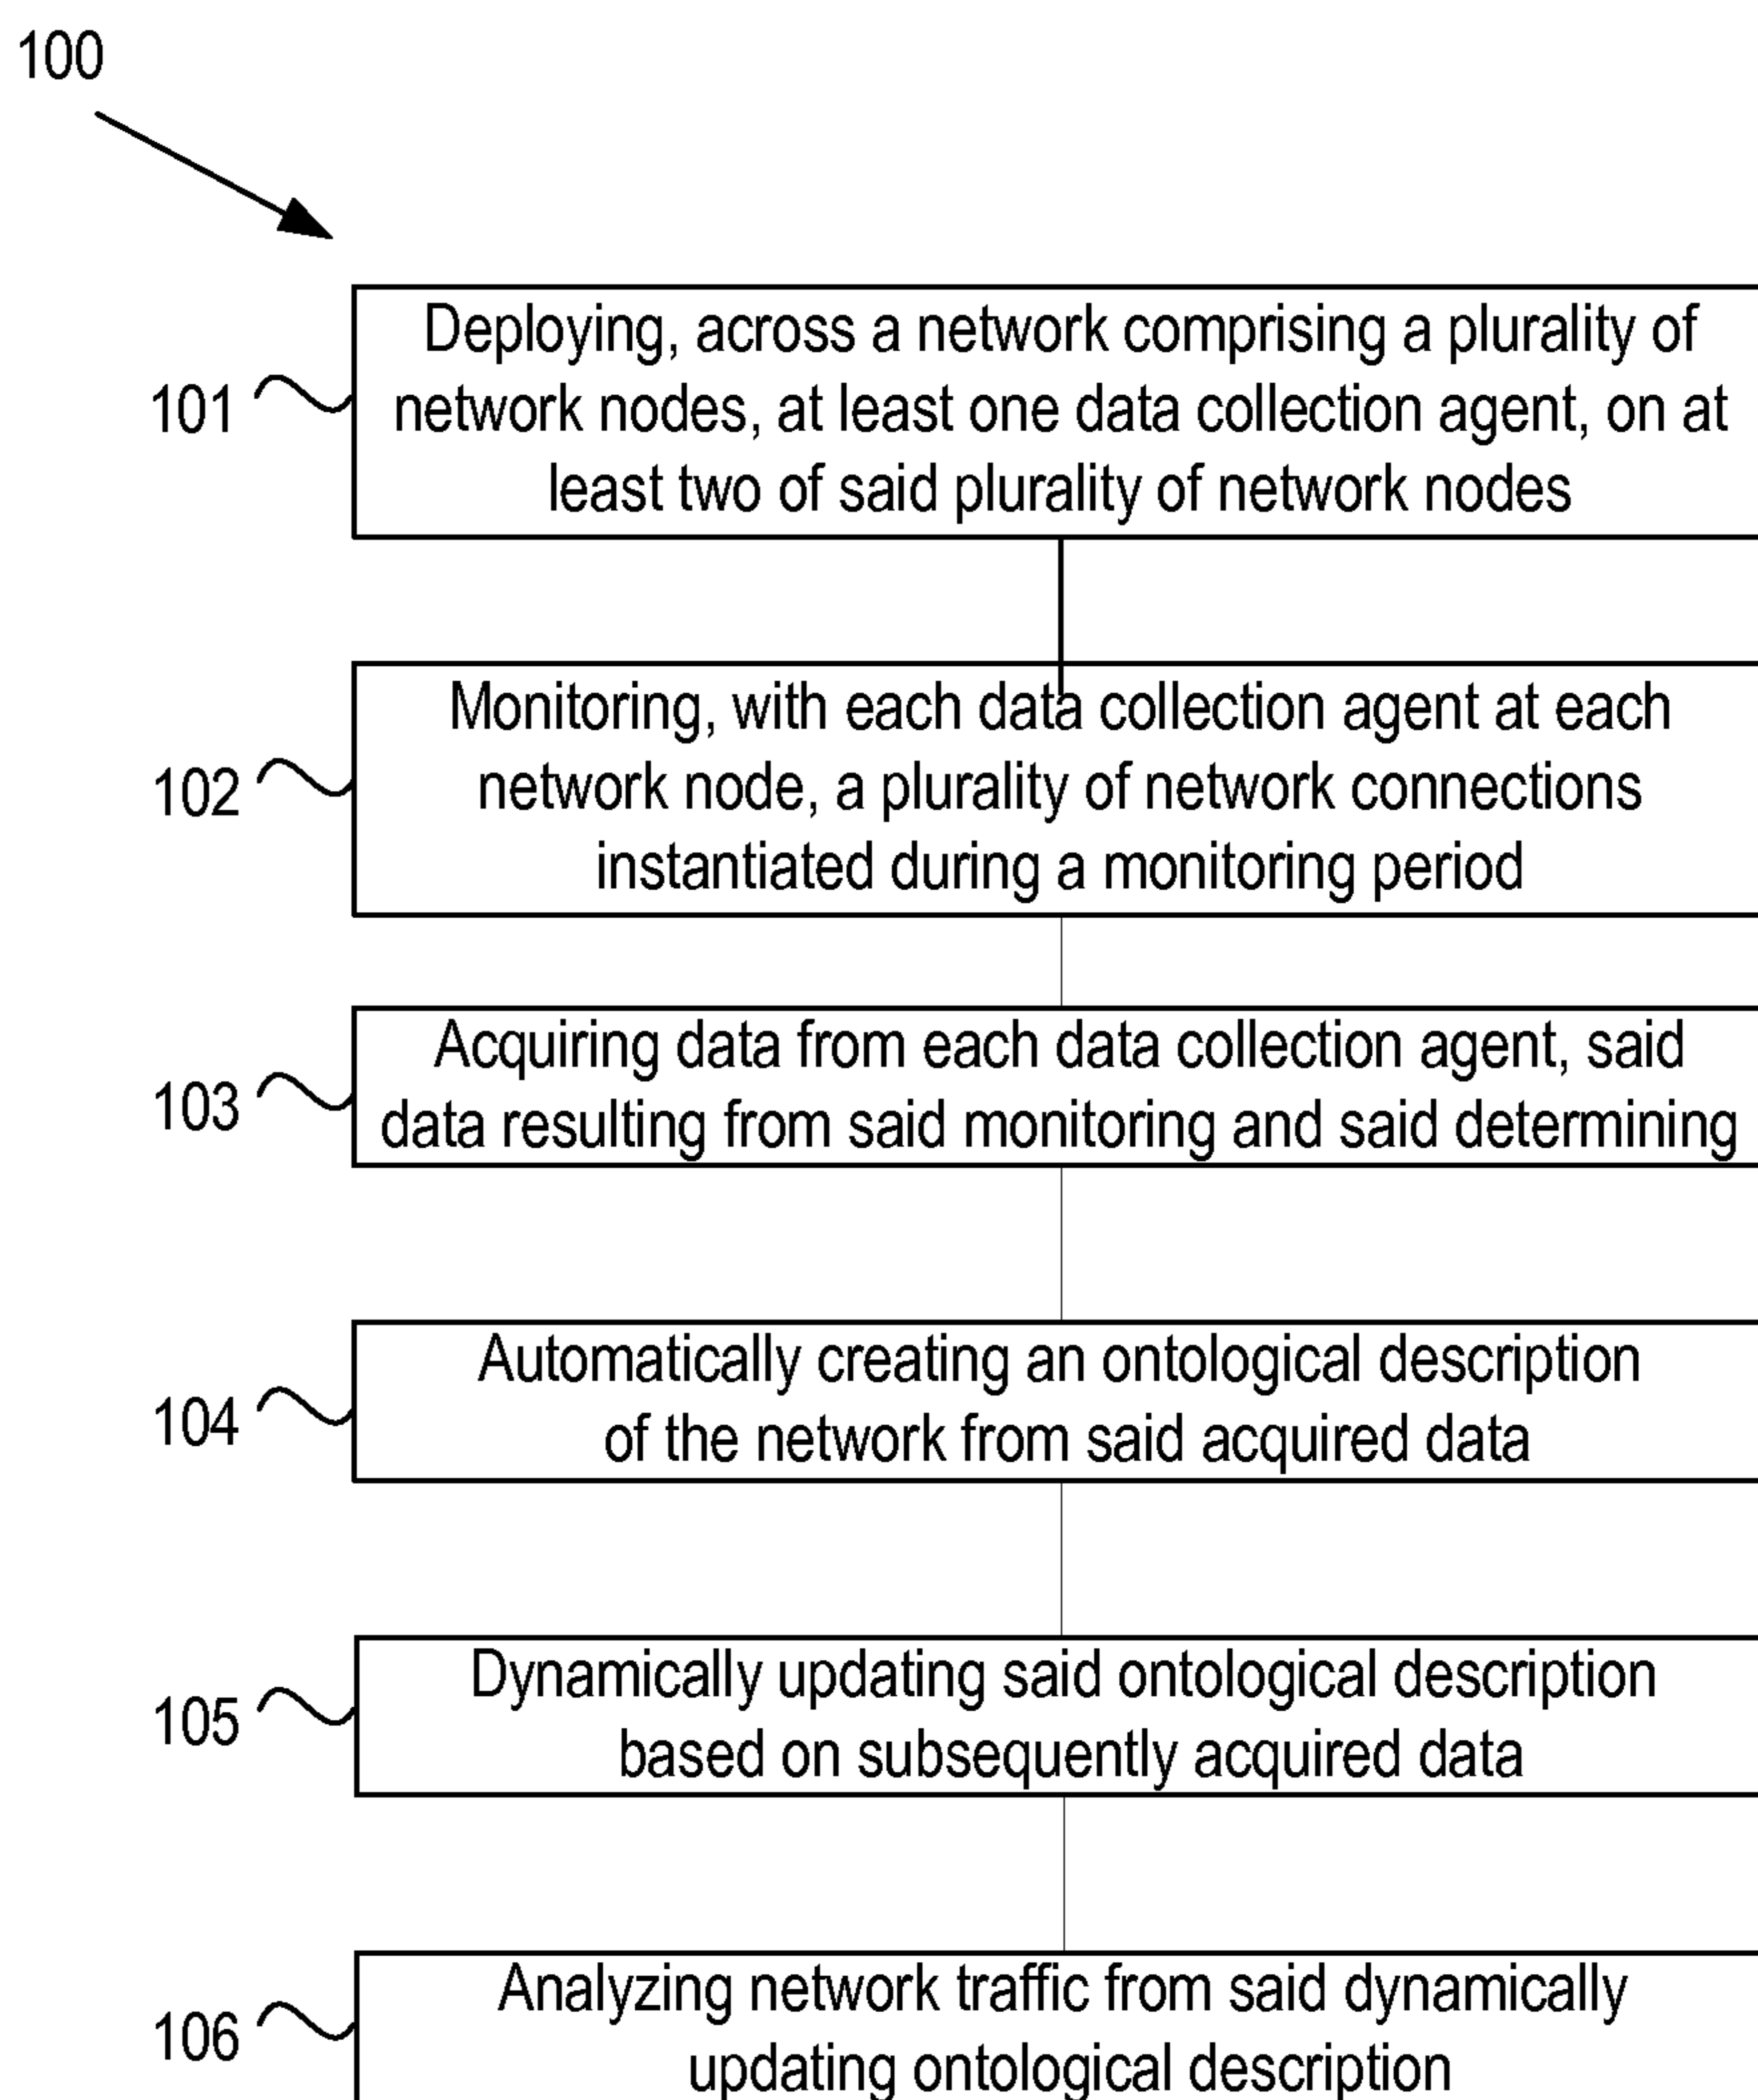 100
101
Deploying, across a network comprising a plurality of
network nodes, at least one data collection agent, on at
least two of said plurality of network nodes
102
Monitoring, with each data collection agent at each
network node, a plurality of network connections
instantiated during a monitoring period
103
Acquiring data from each data collection agent, said
data resulting from said monitoring and said determining
104
Automatically creating an ontological description
of the network from said acquired data
105
Dynamically updating said ontological description
based on subsequently acquired data
106
Analyzing network traffic from said dynamically
updating ontological description